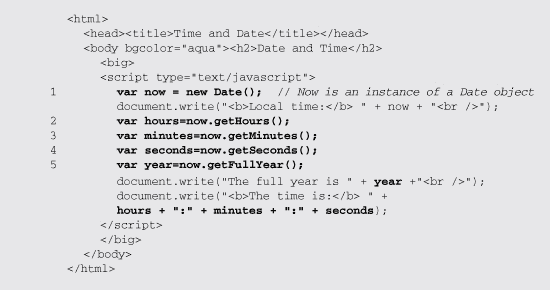 <html>
<head><title>Time and Date</title></head>
<body bgcolor="aqua"><h2>Date and Time</h2>
<big>
<script type="text/javascript">
1 var now = new Date(); // Now is an instance of a Date object
document.write("<b>Local time:</b> " + now + "<br />");
2 var hours=now.getHours();
3 var minutes=now.getMinutes();
4 var seconds=now.getSeconds();
5 var year=now.getFullYear();
document.write("The full year is " + year +"<br />");
document.write("<b>The time is:</b> " +
hours + ":" + minutes + ":" + seconds);
</script>
</big>
</body>
</html>